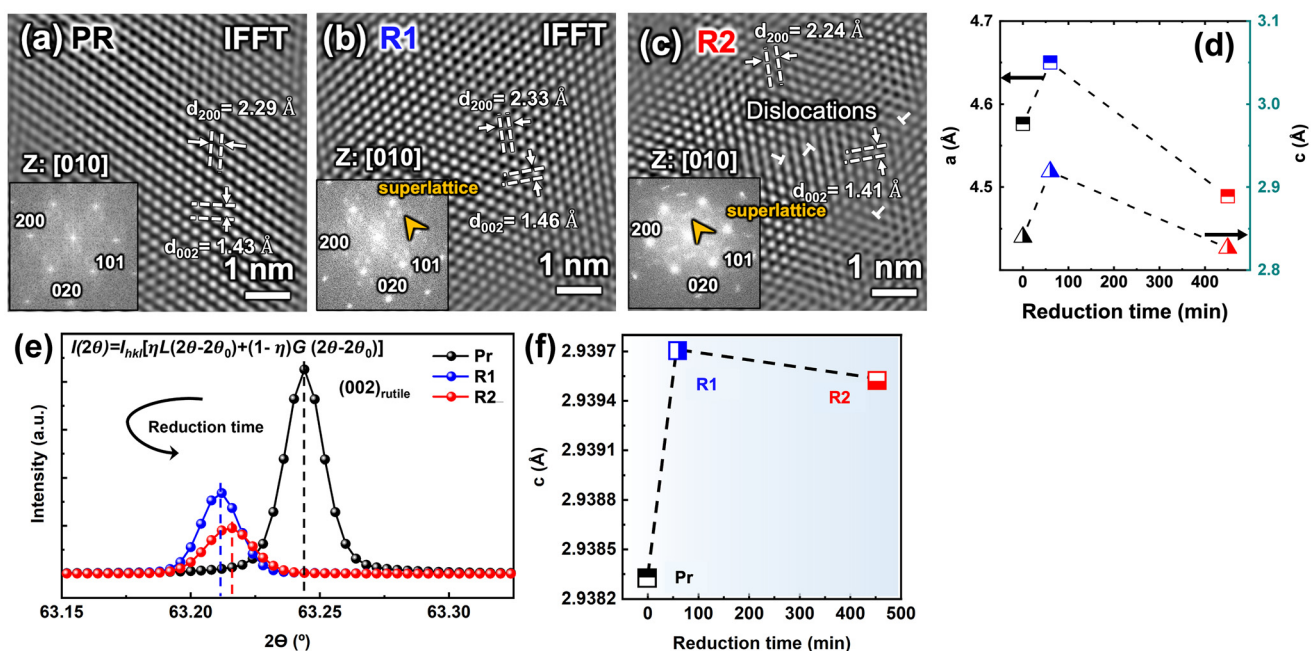 (a) PR IFFT
d200= 2.29 Å
Z: [010]
200
101
020
d002= 1.43 Å
1 nm
(b) R1 IFFT
d200= 2.33 Å
Z: [010]
superlattice
200
101
020
d002= 1.46 Å
1 nm
(c) R2
d200= 2.24 Å
Dislocations
Z: [010]
superlattice
200
101
020
d002= 1.41 Å
1 nm
(d)
4.7
4.6
4.5
4.4
a (Å)
3.1
3.0
2.9
2.8
c (Å)
0 100 200 300 400
Reduction time (min)
(e)
I(2θ)=Ihkl[ηL(2θ-2θ0)+(1- η)G (2θ-2θ0)]
Pr
R1
R2
(002)rutile
Reduction time
Intensity (a.u.)
63.15 63.20 63.25 63.30
2Θ (º)
(f)
2.9397
2.9394
2.9391
2.9388
2.9385
2.9382
c (Å)
R1
R2
Pr
0 100 200 300 400 500
Reduction time (min)